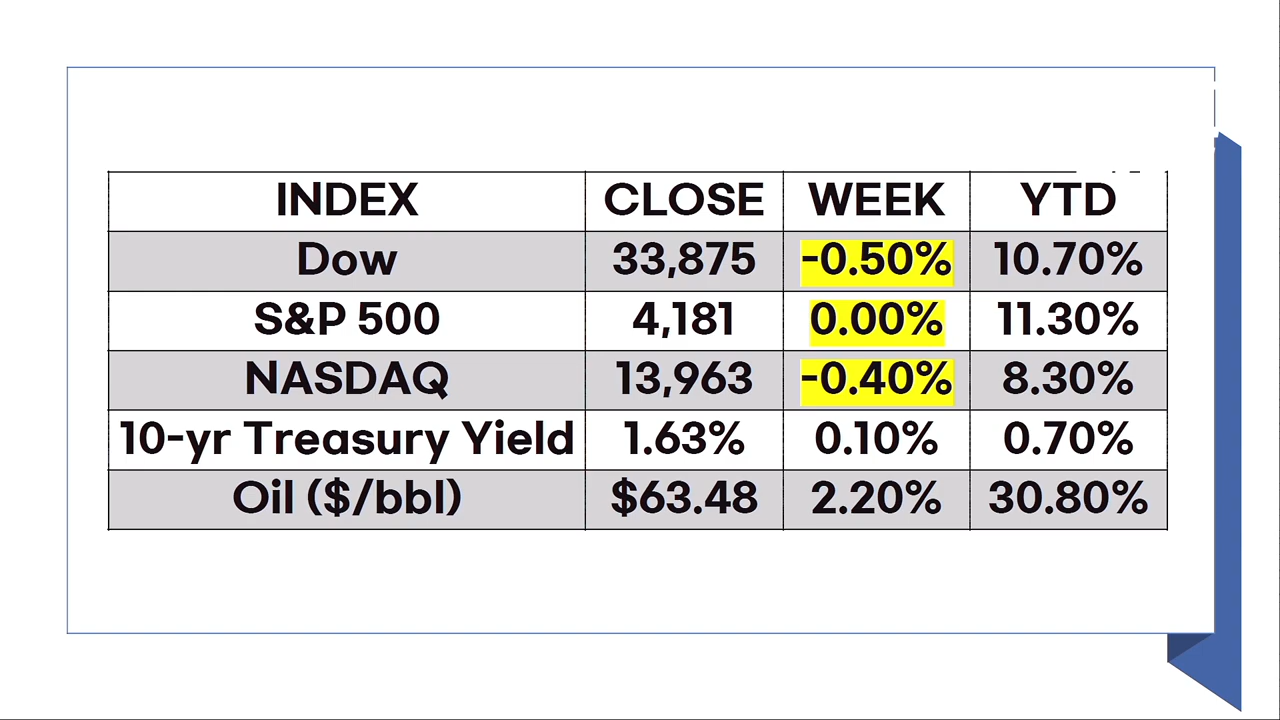 INDEX CLOSE WEEK YTD
Dow 33,875 -0.50% 10.70%
S&P 500 4,181 0.00% 11.30%
NASDAQ 13,963 -0.40% 8.30%
10-yr Treasury Yield 1.63% 0.10% 0.70%
Oil ($/bbl) $63.48 2.20% 30.80%